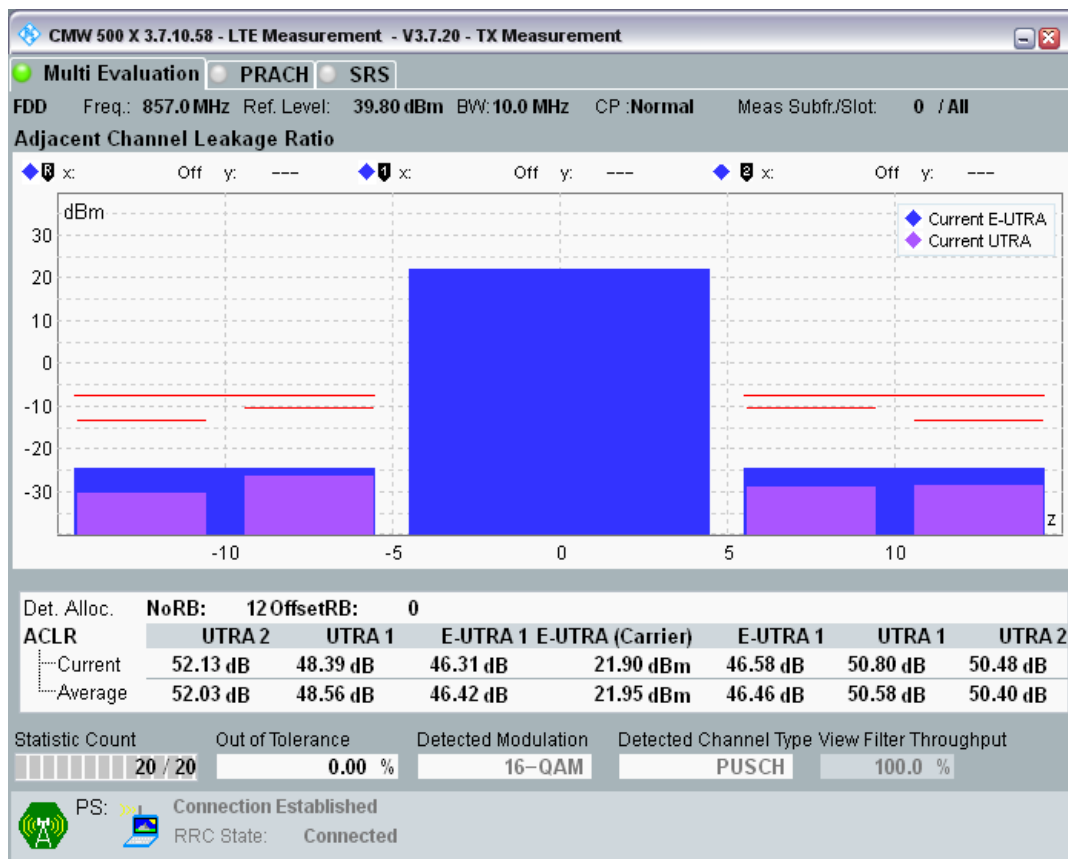 CMW 500 X 3.7.10.58 - LTE Measurement - V3.7.20 - TX Measurement
Multi Evaluation PRACH SRS
FDD Freq.: 857.0 MHz Ref. Level: 39.80 dBm BW: 10.0 MHz CP :Normal Meas Subfr./Slot: 0 / All
Adjacent Channel Leakage Ratio
R x: Off y: --- 1 x: Off y: --- 2 x: Off y: ---
dBm
Current E-UTRA
Current UTRA
30
20
10
0
-10
-20
-30
z
-10 -5 0 5 10
Det. Alloc. NoRB: 12 OffsetRB: 0
ACLR UTRA 2 UTRA 1 E-UTRA 1 E-UTRA (Carrier) E-UTRA 1 UTRA 1 UTRA 2
Current 52.13 dB 48.39 dB 46.31 dB 21.90 dBm 46.58 dB 50.80 dB 50.48 dB
Average 52.03 dB 48.56 dB 46.42 dB 21.95 dBm 46.46 dB 50.58 dB 50.40 dB
Statistic Count Out of Tolerance Detected Modulation Detected Channel Type View Filter Throughput
20 / 20 0.00 % 16-QAM PUSCH 100.0 %
PS: Connection Established
RRC State: Connected